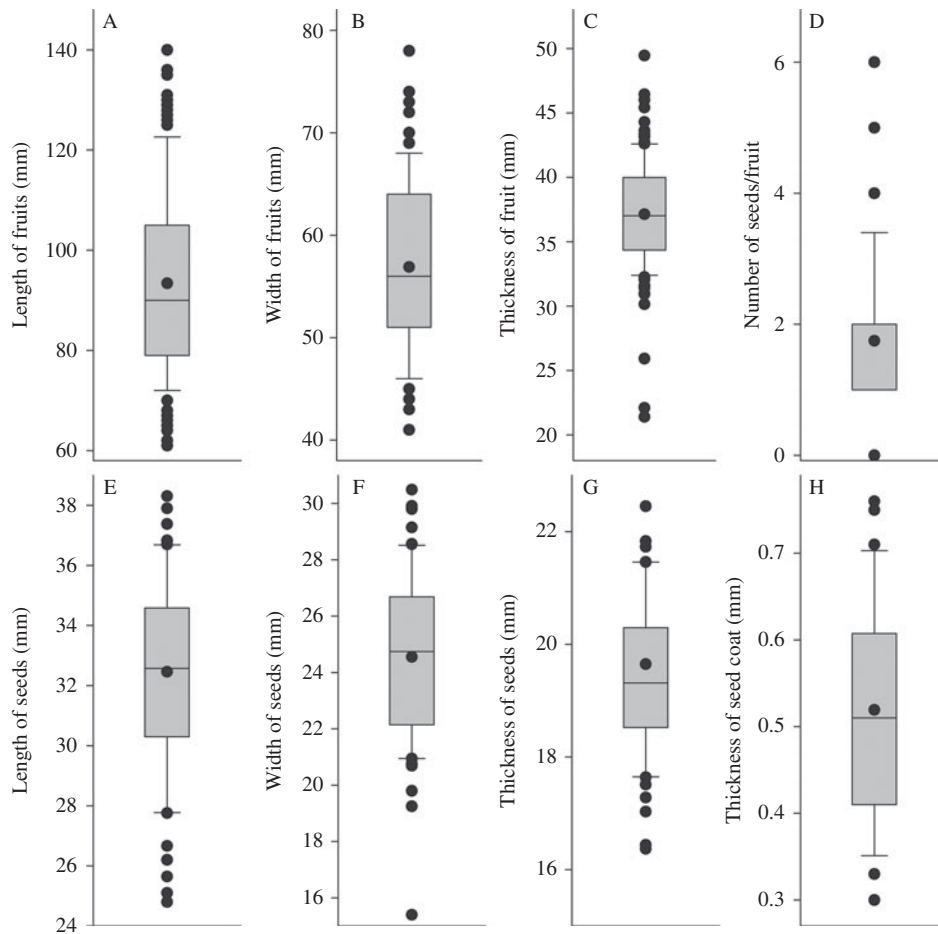 A
Length of fruits (mm)
140
120
100
80
60
B
Width of fruits (mm)
80
70
60
50
40
C
Thickness of fruit (mm)
50
45
40
35
30
25
20
D
Number of seeds/fruit
6
4
2
0
E
Length of seeds (mm)
38
36
34
32
30
28
26
24
F
Width of seeds (mm)
30
28
26
24
22
20
18
16
G
Thickness of seeds (mm)
22
20
18
16
H
Thickness of seed coat (mm)
0.7
0.6
0.5
0.4
0.3